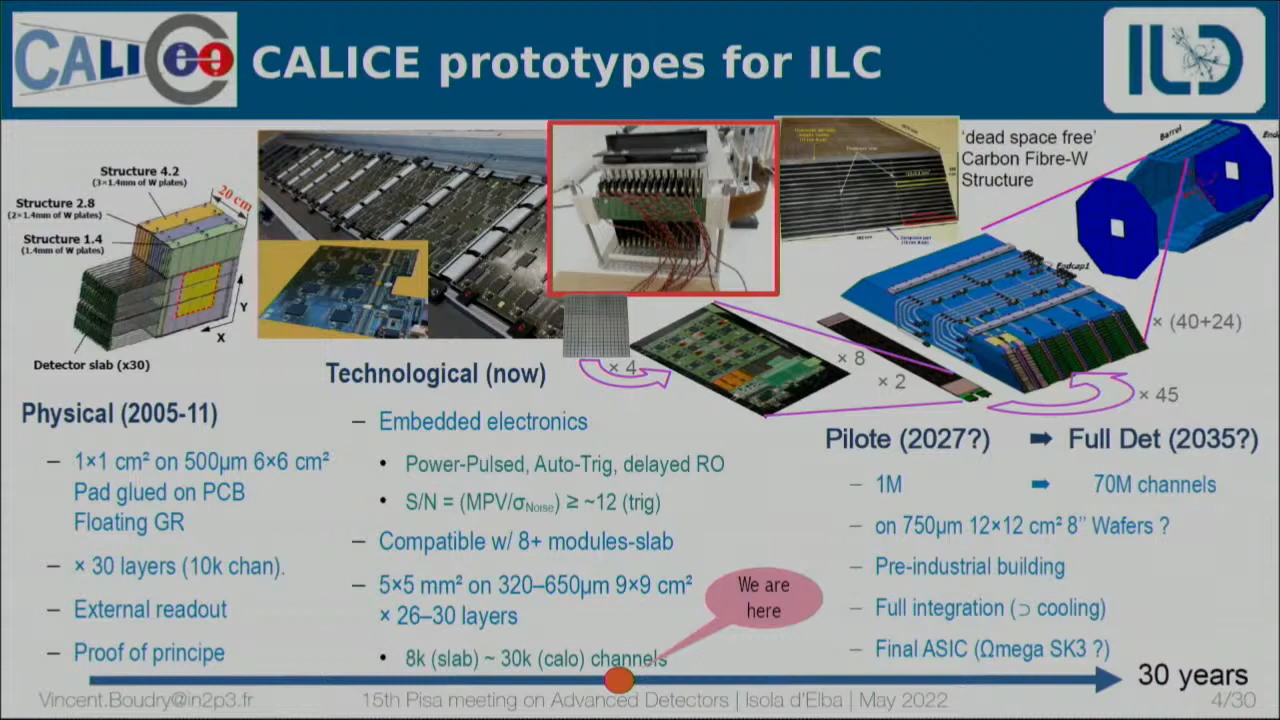 CALICE
CALICE prototypes for ILC
ILD
Structure 4.2
(3×1.4mm of W plates)
Structure 2.8
(2×1.4mm of W plates)
Structure 1.4
(1.4mm of W plates)
20 cm
Y
X
Detector slab (x30)
'dead space free'
Carbon Fibre-W
Structure
Barrel
Endcap1
× 4
× 8
× 2
× (40+24)
× 45
Physical (2005-11)
– 1×1 cm² on 500µm 6×6 cm²
Pad glued on PCB
Floating GR
– × 30 layers (10k chan).
– External readout
– Proof of principe
Technological (now)
– Embedded electronics
• Power-Pulsed, Auto-Trig, delayed RO
• S/N = (MPV/σNoise) ≥ ~12 (trig)
– Compatible w/ 8+ modules-slab
– 5×5 mm² on 320–650µm 9×9 cm²
× 26–30 layers
• 8k (slab) ~ 30k (calo) channels
We are
here
Pilote (2027?) ➡ Full Det (2035?)
– 1M ➡ 70M channels
– on 750µm 12×12 cm² 8" Wafers ?
– Pre-industrial building
– Full integration (⊃ cooling)
– Final ASIC (Ωmega SK3 ?)
30 years
Vincent.Boudry@in2p3.fr
15th Pisa meeting on Advanced Detectors | Isola d'Elba | May 2022
4/30